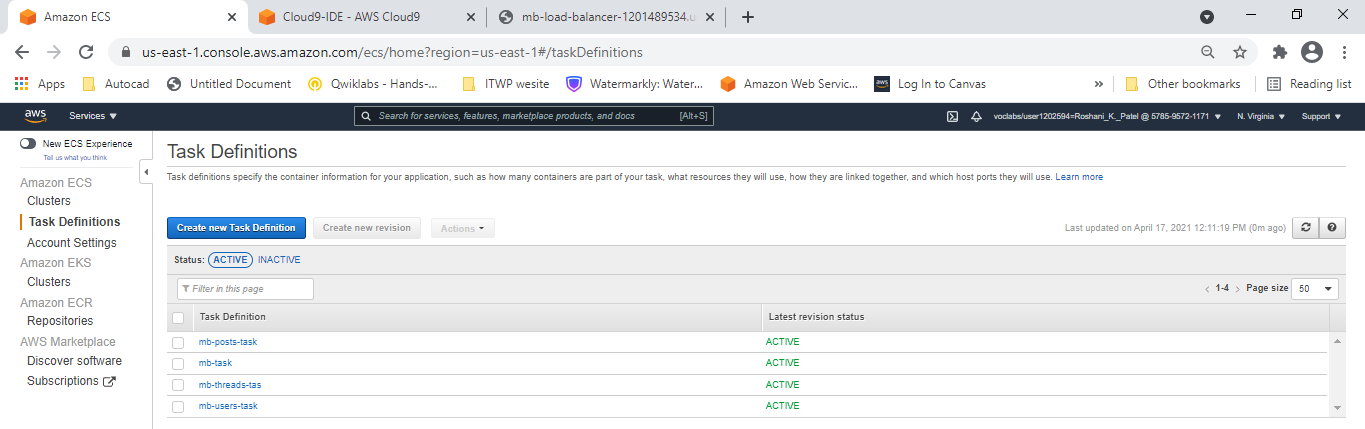 Amazon ECS
Cloud9-IDE - AWS Cloud9
mb-load-balancer-1201489534.u
us-east-1.console.aws.amazon.com/ecs/home?region=us-east-1#/taskDefinitions
Apps
Autocad
Untitled Document
Qwiklabs - Hands-...
ITWP wesite
Watermarkly: Water...
Amazon Web Servic...
aws
Log In to Canvas
»
Other bookmarks
Reading list
aws
Services
Search for services, features, marketplace products, and docs
[Alt+S]
voclabs/user1202594=Roshani_K._Patel @ 5785-9572-1171
N. Virginia
Support
New ECS Experience
Tell us what you think
Amazon ECS
Clusters
Task Definitions
Account Settings
Amazon EKS
Clusters
Amazon ECR
Repositories
AWS Marketplace
Discover software
Subscriptions
Task Definitions
Task definitions specify the container information for your application, such as how many containers are part of your task, what resources they will use, how they are linked together, and which host ports they will use. Learn more
Create new Task Definition
Create new revision
Actions
Last updated on April 17, 2021 12:11:19 PM (0m ago)
Status: ACTIVE INACTIVE
Filter in this page
< 1-4 > Page size 50
Task Definition
Latest revision status
mb-posts-task
ACTIVE
mb-task
ACTIVE
mb-threads-tas
ACTIVE
mb-users-task
ACTIVE